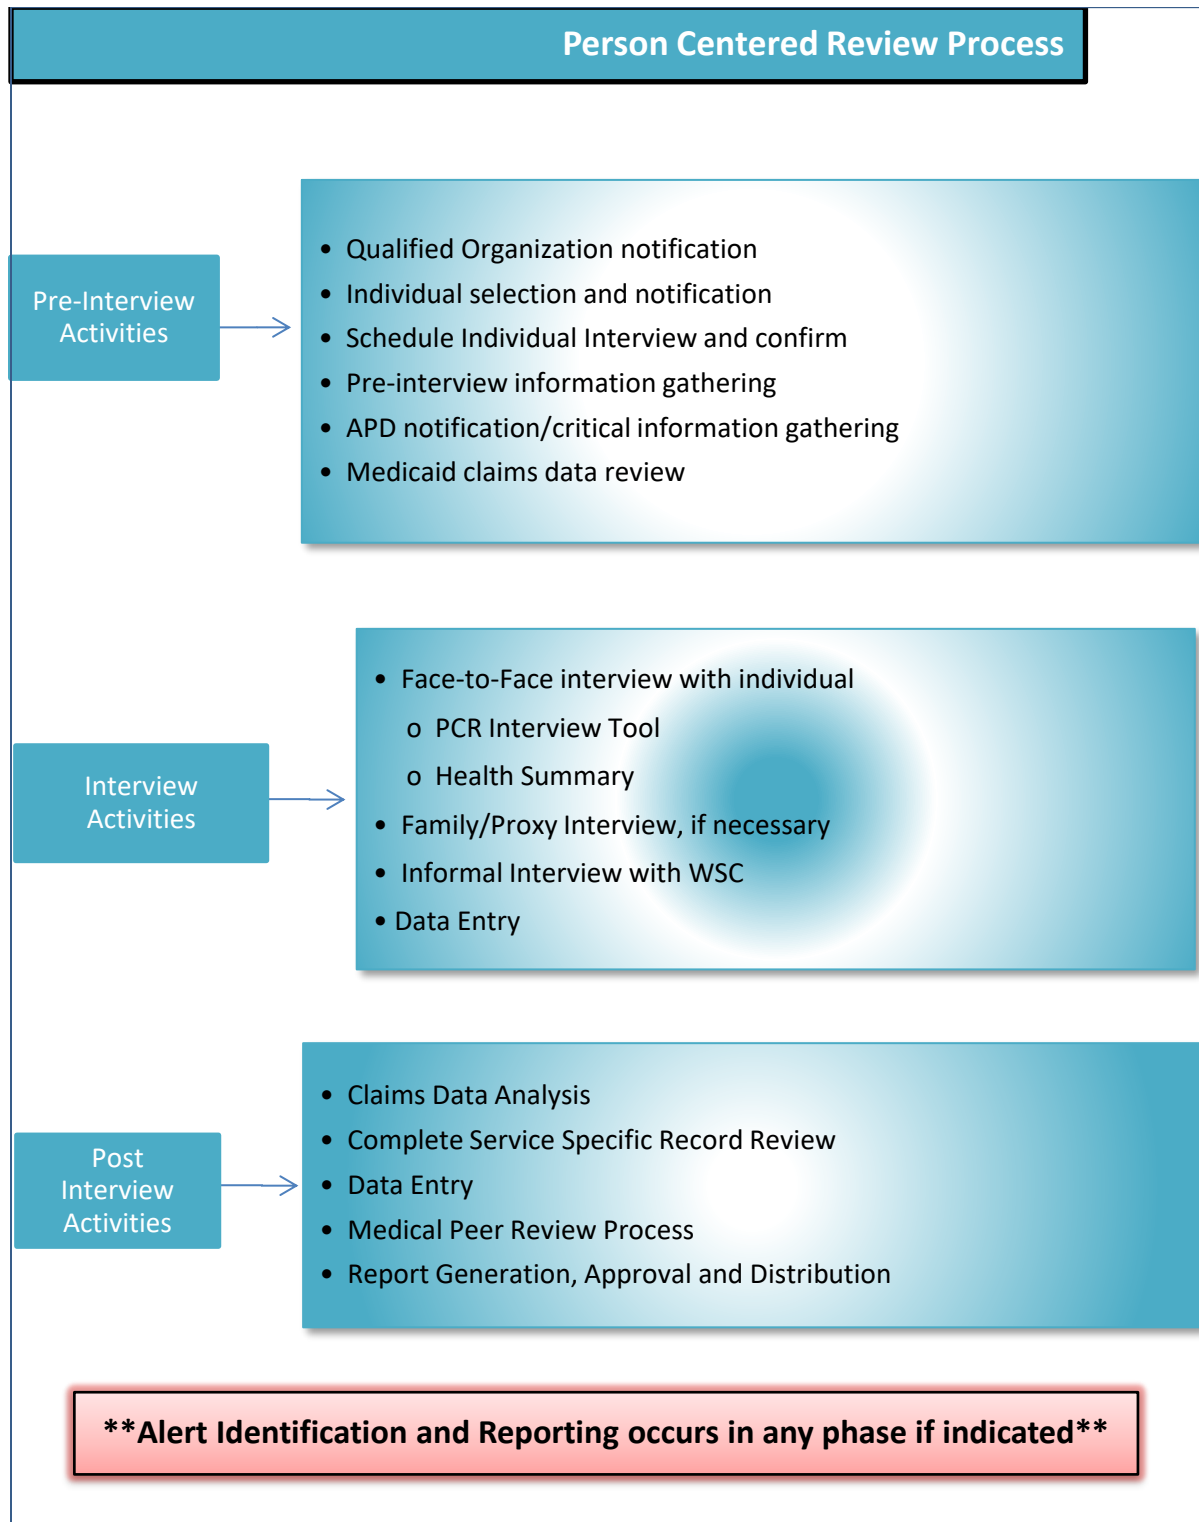 Person Centered Review Process
Pre-Interview
Activities
• Qualified Organization notification
• Individual selection and notification
• Schedule Individual Interview and confirm
• Pre-interview information gathering
• APD notification/critical information gathering
• Medicaid claims data review
Interview
Activities
• Face-to-Face interview with individual
o PCR Interview Tool
o Health Summary
• Family/Proxy Interview, if necessary
• Informal Interview with WSC
• Data Entry
Post
Interview
Activities
• Claims Data Analysis
• Complete Service Specific Record Review
• Data Entry
• Medical Peer Review Process
• Report Generation, Approval and Distribution
**Alert Identification and Reporting occurs in any phase if indicated**